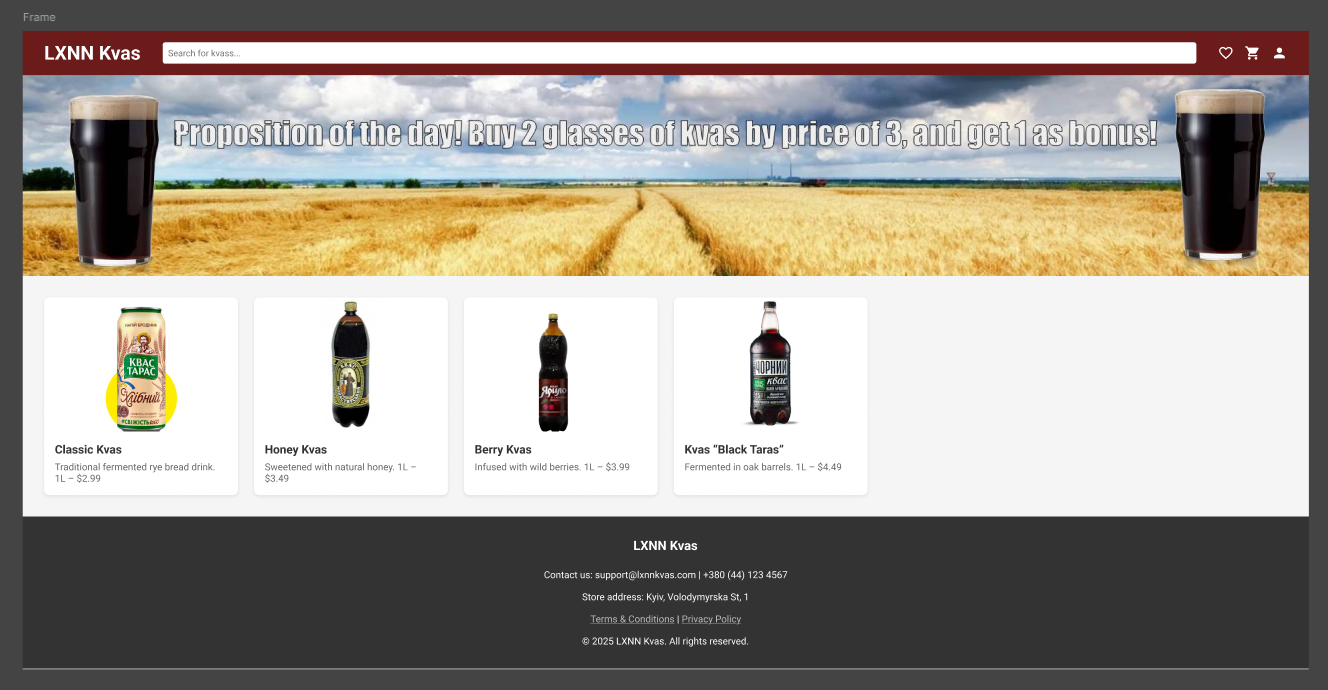 Frame
LXNN Kvas
Search for kvass...
Proposition of the day! Buy 2 glasses of kvas by price of 3, and get 1 as bonus!
КВАС
ТАРАС
Хлібний
#СВІЖІСТЬ
Ярило
ЧОРНИЙ
квас
Classic Kvas
Traditional fermented rye bread drink.
1L – $2.99
Honey Kvas
Sweetened with natural honey. 1L –
$3.49
Berry Kvas
Infused with wild berries. 1L – $3.99
Kvas “Black Taras”
Fermented in oak barrels. 1L – $4.49
LXNN Kvas
Contact us: support@lxnnkvas.com | +380 (44) 123 4567
Store address: Kyiv, Volodymyrska St, 1
Terms & Conditions | Privacy Policy
© 2025 LXNN Kvas. All rights reserved.